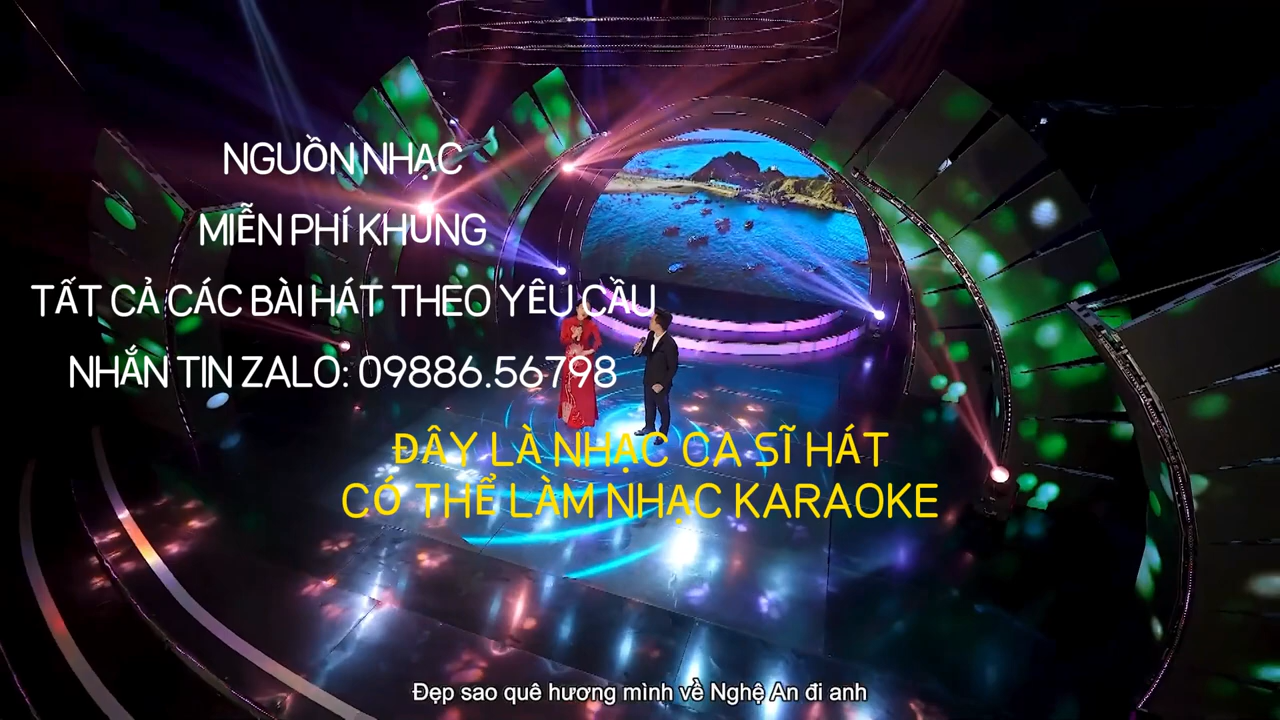 NGUỒN NHẠC
MIỄN PHÍ KHỦNG
TẤT CẢ CÁC BÀI HÁT THEO YÊU CẦU
NHẮN TIN ZALO: 09886.56798
ĐÂY LÀ NHẠC CA SĨ HÁT
CÓ THỂ LÀM NHẠC KARAOKE
Đẹp sao quê hương mình về Nghệ An đi anh